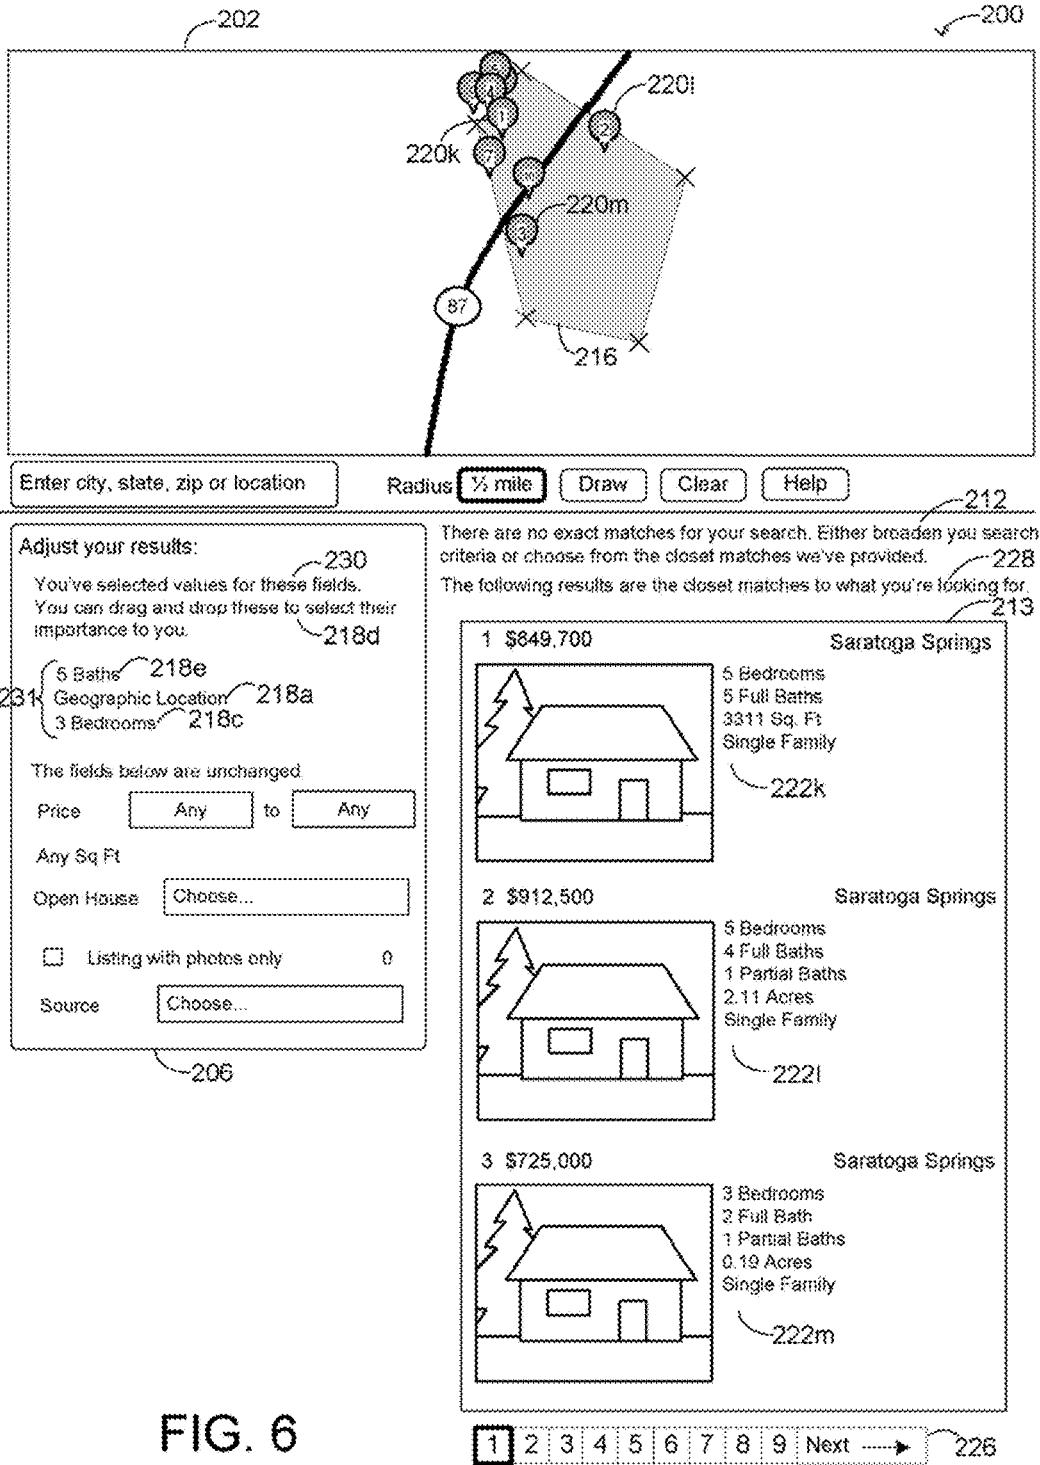 202
200
220l
4
1
2
220k
7
220m
3
87
216
Enter city, state, zip or location
Radius ½ mile Draw Clear Help
212
There are no exact matches for your search. Either broaden you search
criteria or choose from the closet matches we've provided.
228
The following results are the closet matches to what you're looking for.
213
Adjust your results:
230
You've selected values for these fields.
You can drag and drop these to select their
importance to you.
218d
5 Baths 218e
231 Geographic Location 218a
3 Bedrooms 218c
The fields below are unchanged
Price Any to Any
Any Sq Ft
Open House Choose...
Listing with photos only 0
Source Choose...
206
1 $849,700 Saratoga Springs
5 Bedrooms
5 Full Baths
3311 Sq. Ft
Single Family
222k
2 $912,500 Saratoga Springs
5 Bedrooms
4 Full Baths
1 Partial Baths
2.11 Acres
Single Family
222l
3 $725,000 Saratoga Springs
3 Bedrooms
2 Full Bath
1 Partial Baths
0.19 Acres
Single Family
222m
1 2 3 4 5 6 7 8 9 Next
226
FIG. 6